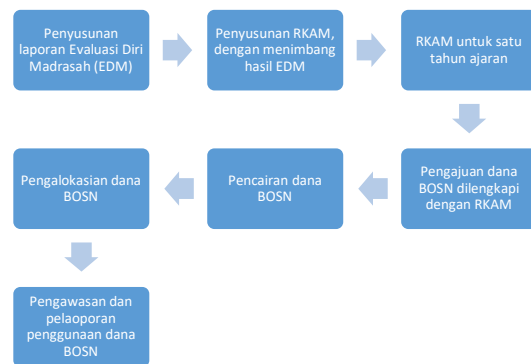 Penyusunan
laporan Evaluasi Diri
Madrasah (EDM)
Penyusunan RKAM,
dengan menimbang
hasil EDM
RKAM untuk satu
tahun ajaran
Pengajuan dana
BOSN dilengkapi
dengan RKAM
Pencairan dana
BOSN
Pengalokasian dana
BOSN
Pengawasan dan
pelaoporan
penggunaan dana
BOSN